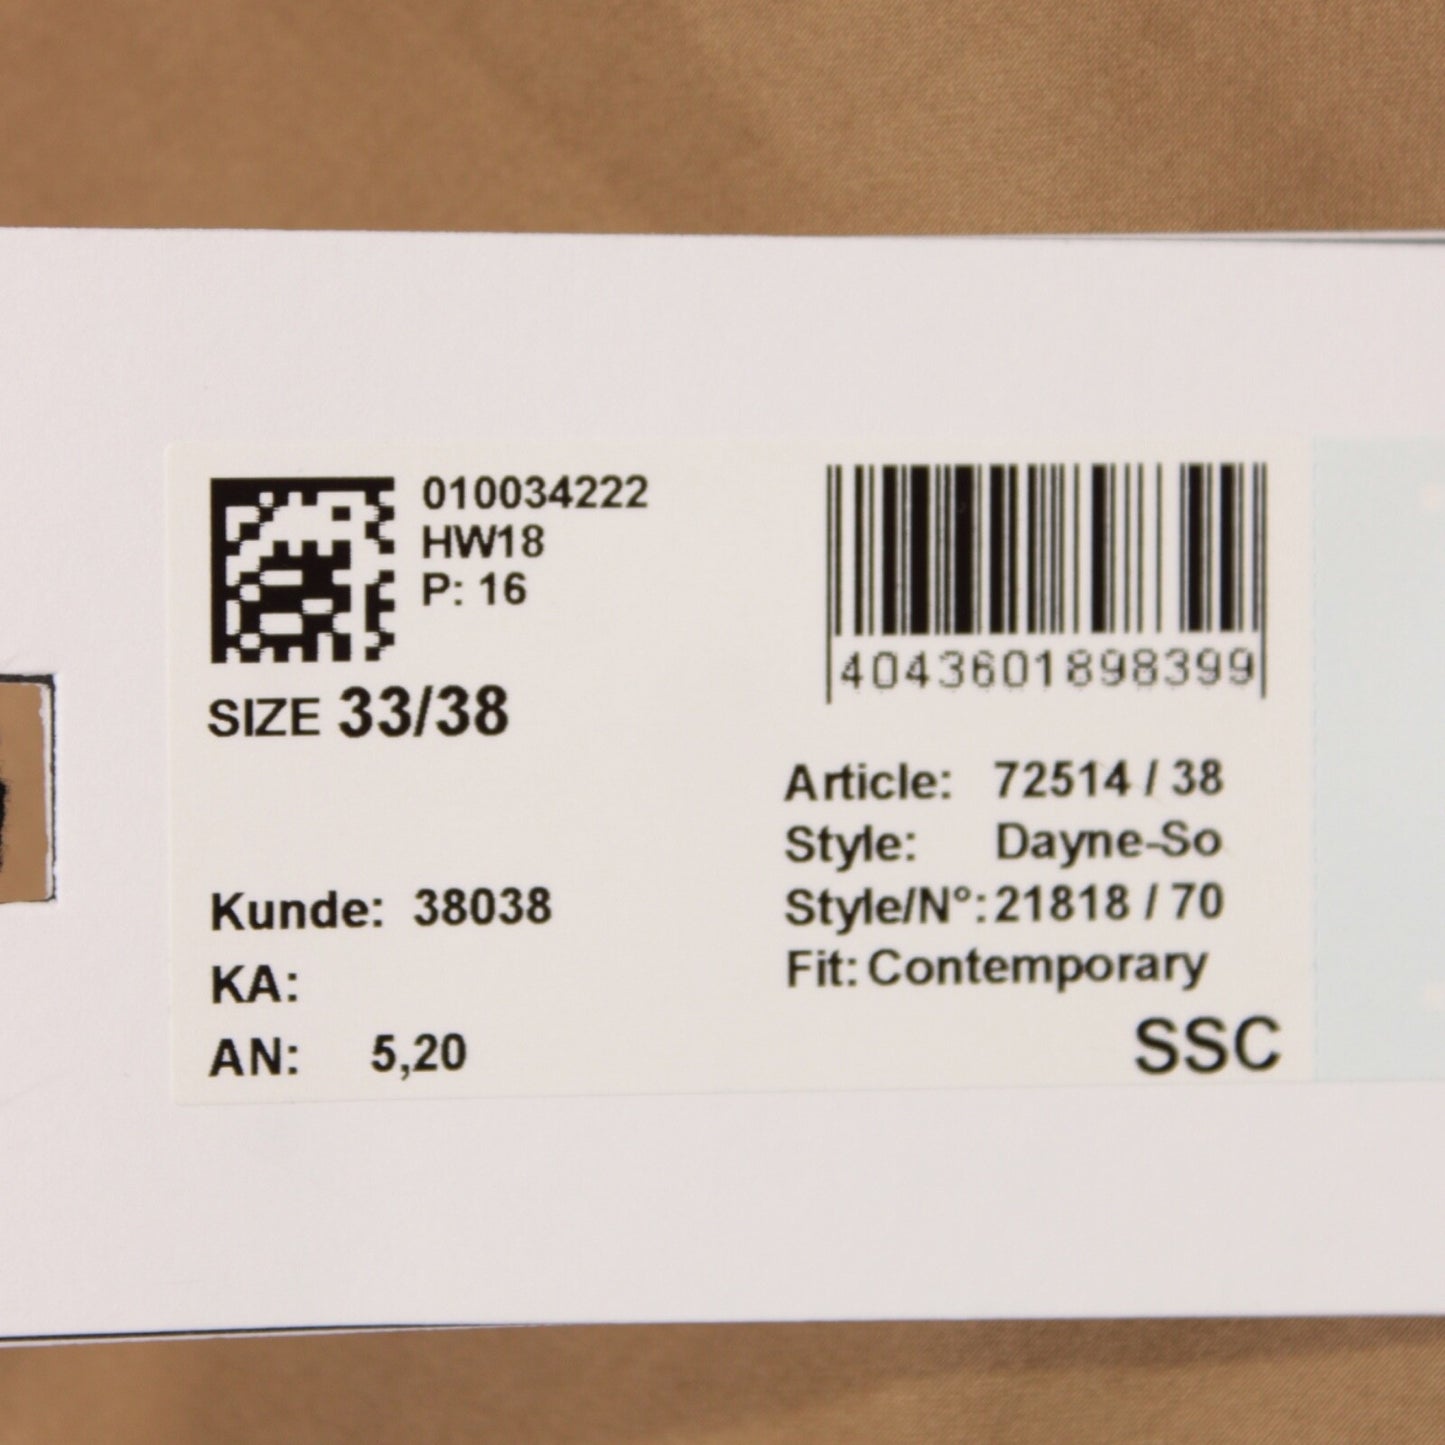 010034222
HW18
P: 16
SIZE 33/38
Kunde: 38038
KA:
AN: 5,20
4043601898399
Article: 72514 / 38
Style: Dayne-So
Style/N°: 21818 / 70
Fit: Contemporary
SSC